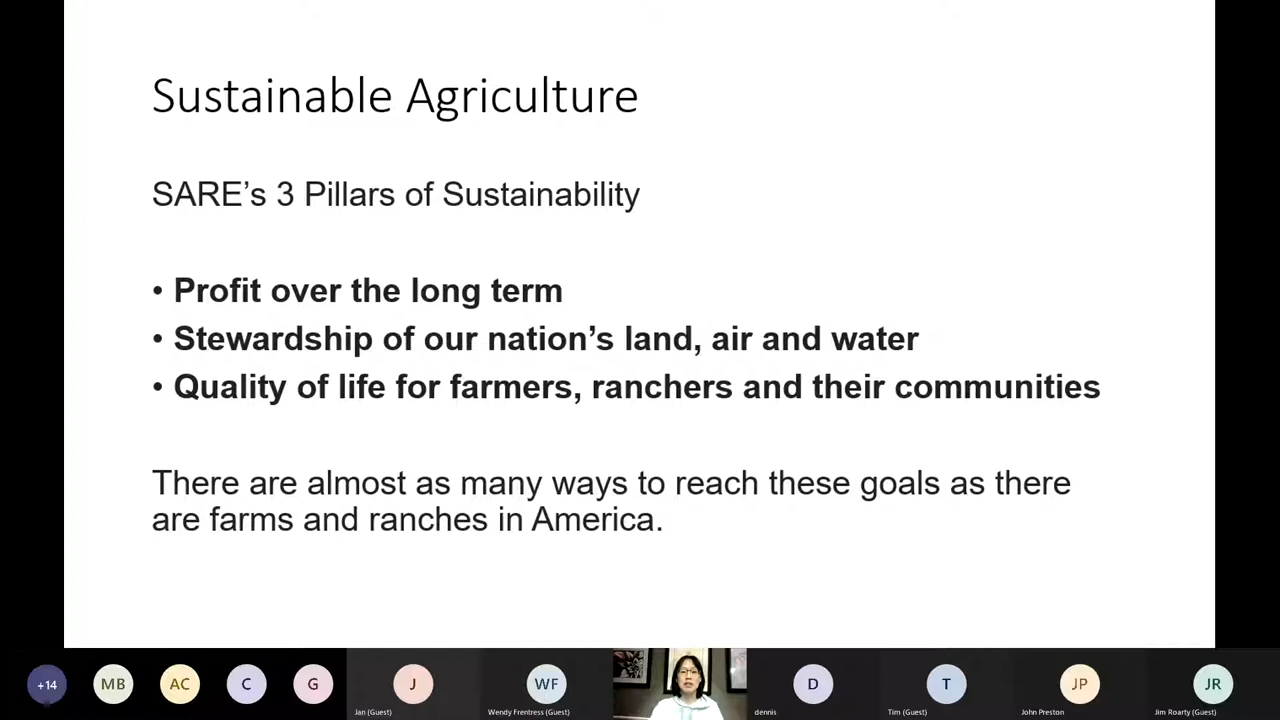 Sustainable Agriculture
SARE’s 3 Pillars of Sustainability
• Profit over the long term
• Stewardship of our nation’s land, air and water
• Quality of life for farmers, ranchers and their communities
There are almost as many ways to reach these goals as there
are farms and ranches in America.
+14
MB
AC
C
G
J
Jan (Guest)
WF
Wendy Frentress (Guest)
D
dennis
T
Tim (Guest)
JP
John Preston
JR
Jim Roarty (Guest)